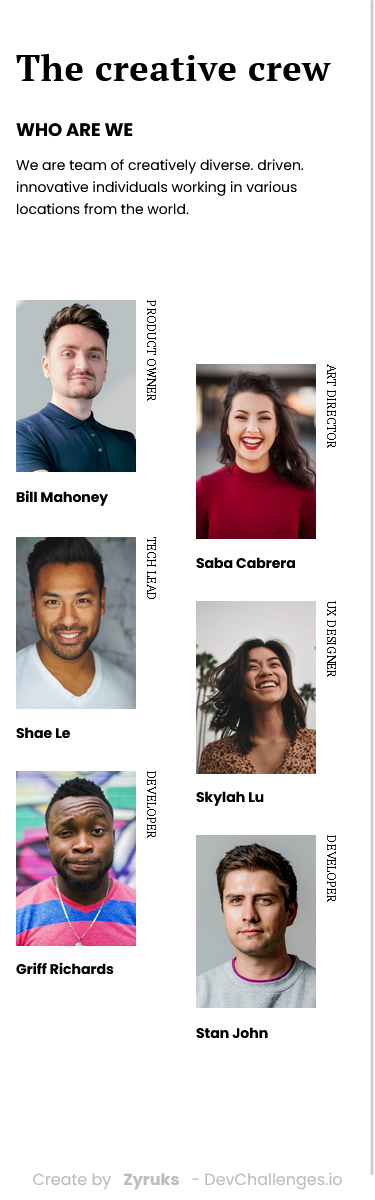 The creative crew
WHO ARE WE
We are team of creatively diverse. driven.
innovative individuals working in various
locations from the world.
PRODUCT OWNER
Bill Mahoney
ART DIRECTOR
Saba Cabrera
TECH LEAD
Shae Le
UX DESIGNER
Skylah Lu
DEVELOPER
Griff Richards
DEVELOPER
Stan John
Create by Zyruks - DevChallenges.io